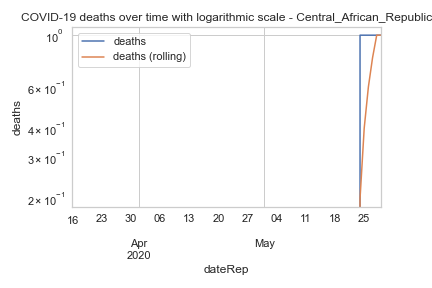 COVID-19 deaths over time with logarithmic scale - Central_African_Republic
deaths
deaths (rolling)
10⁰
6 × 10⁻¹
4 × 10⁻¹
3 × 10⁻¹
2 × 10⁻¹
deaths
16 23 30 06 13 20 27 04 11 18 25
Apr May
2020
dateRep